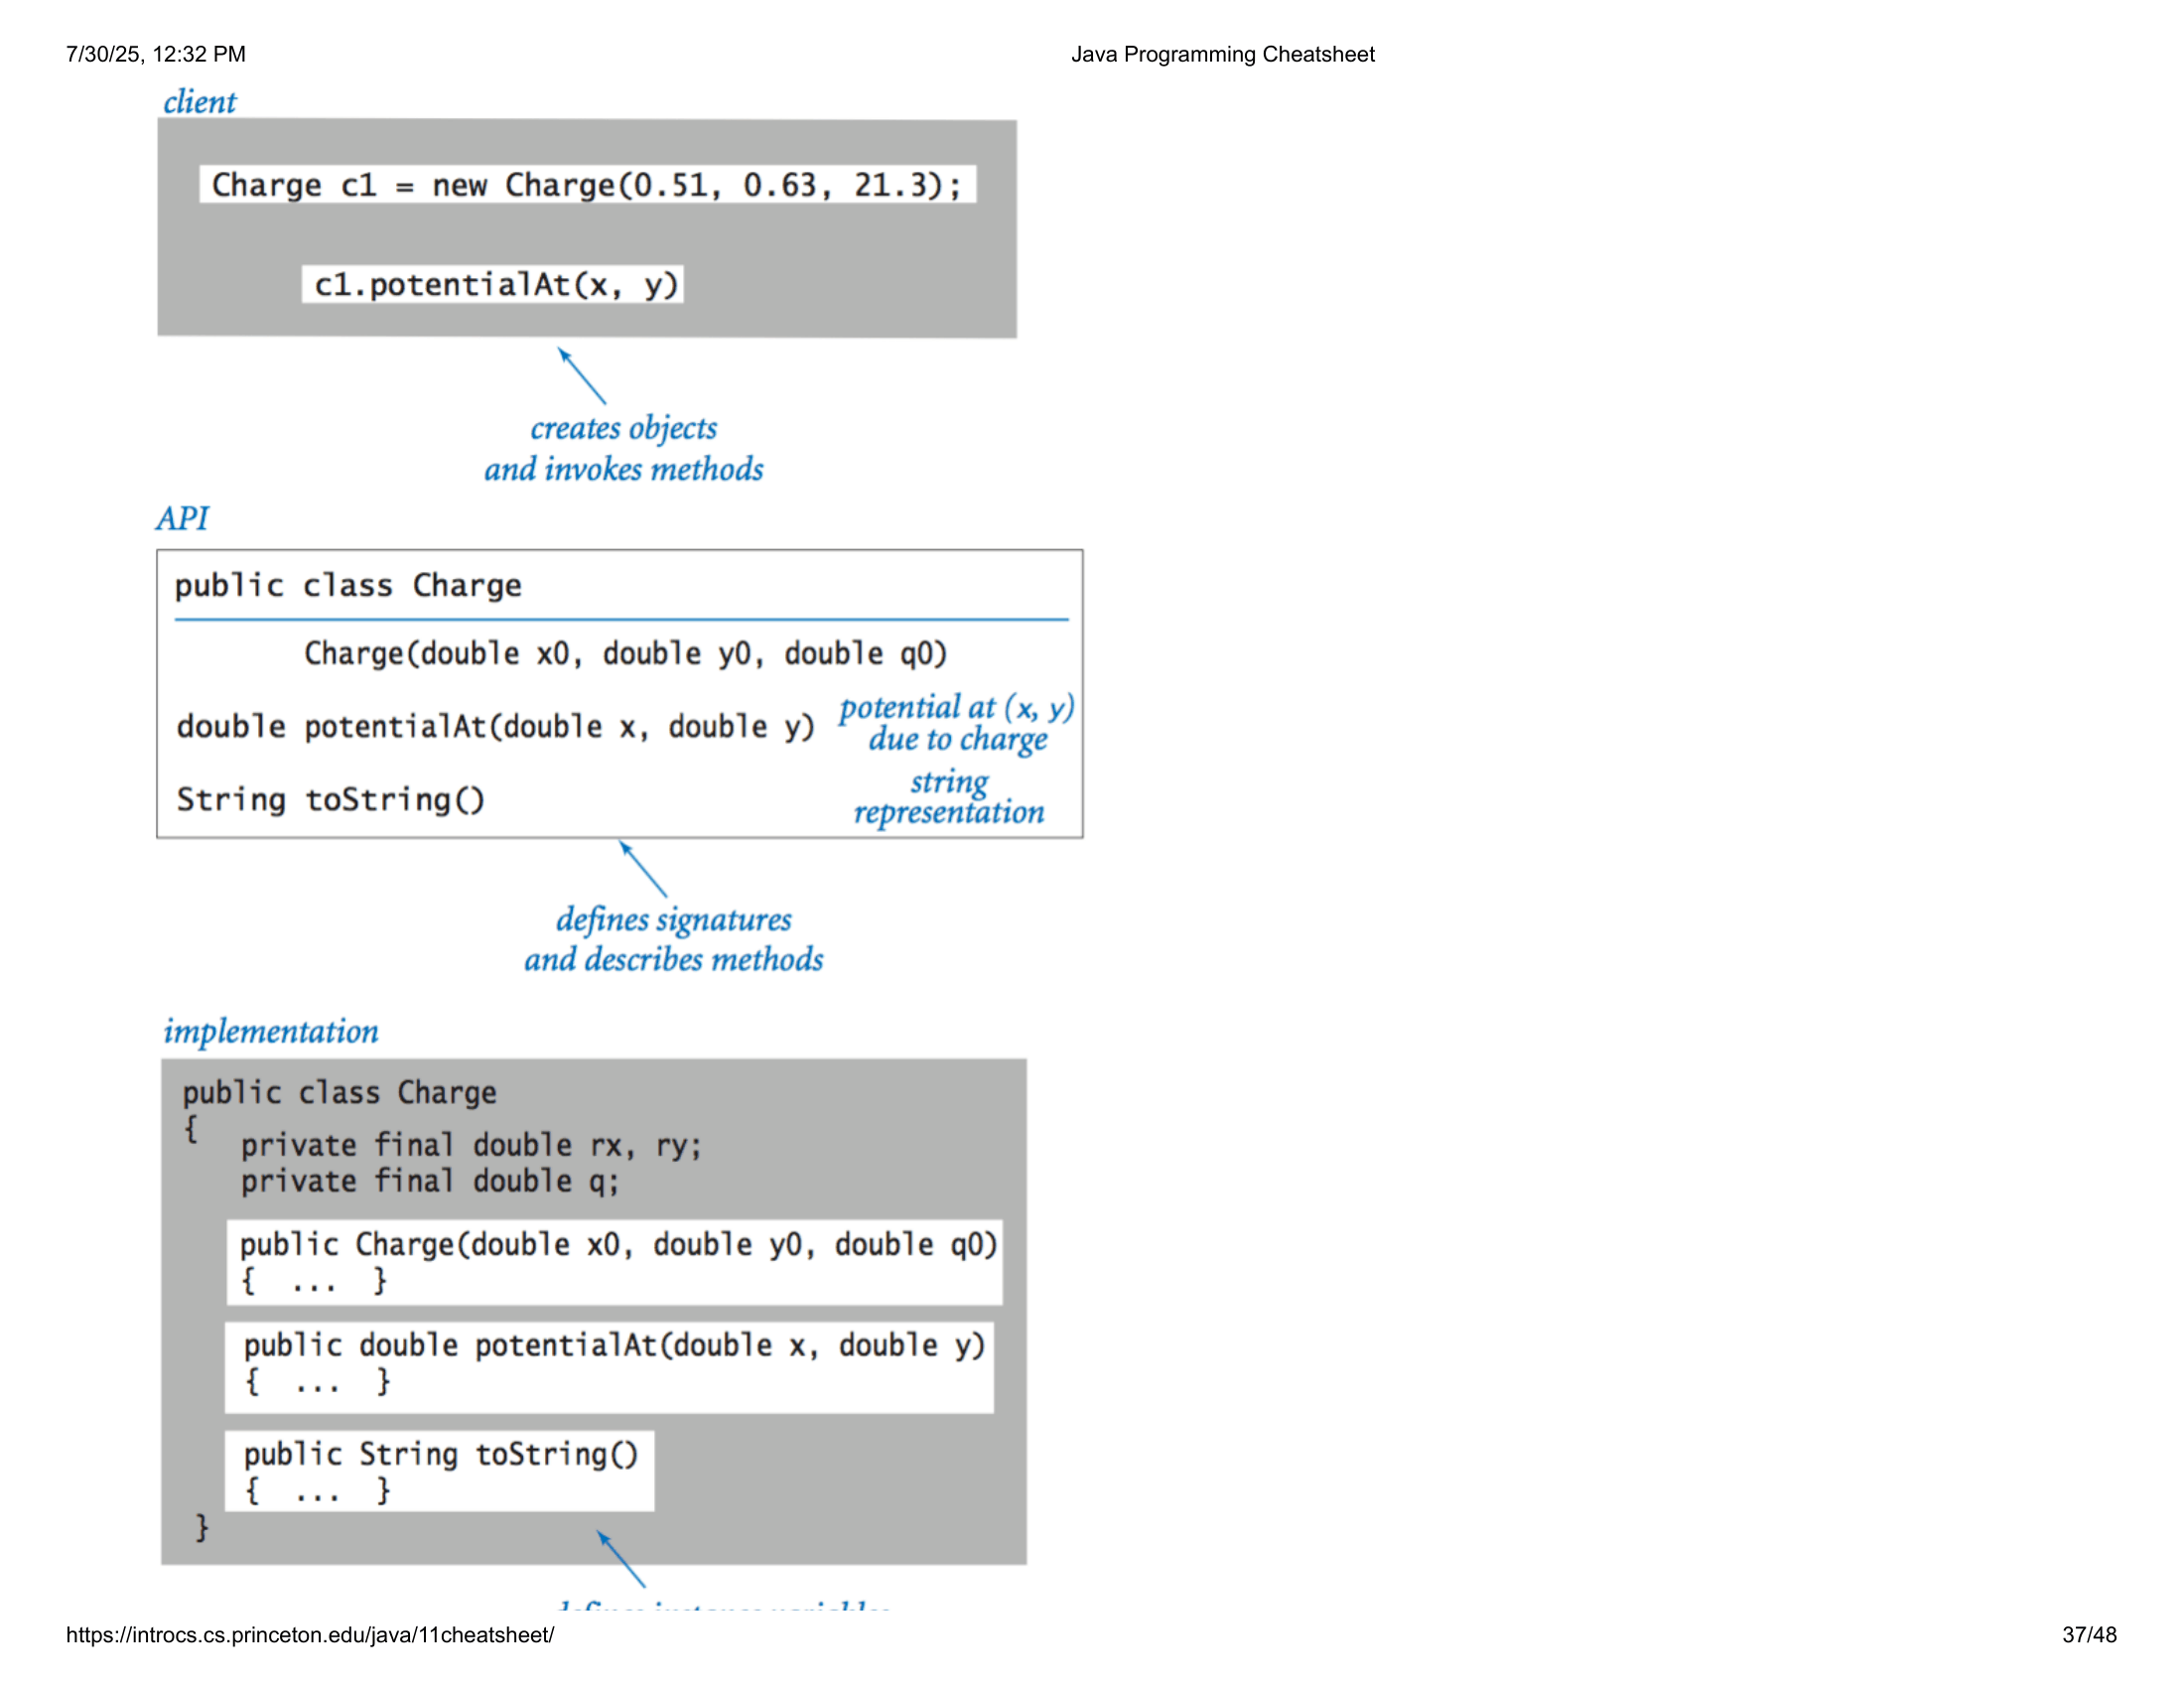 7/30/25, 12:32 PM
Java Programming Cheatsheet
client
Charge c1 = new Charge(0.51, 0.63, 21.3);
c1.potentialAt(x, y)
creates objects
and invokes methods
API
public class Charge
Charge(double x0, double y0, double q0)
double potentialAt(double x, double y)
potential at (x, y)
due to charge
String toString()
string
representation
defines signatures
and describes methods
implementation
public class Charge
{
private final double rx, ry;
private final double q;
public Charge(double x0, double y0, double q0)
{ ... }
public double potentialAt(double x, double y)
{ ... }
public String toString()
{ ... }
}
https://introcs.cs.princeton.edu/java/11cheatsheet/
37/48